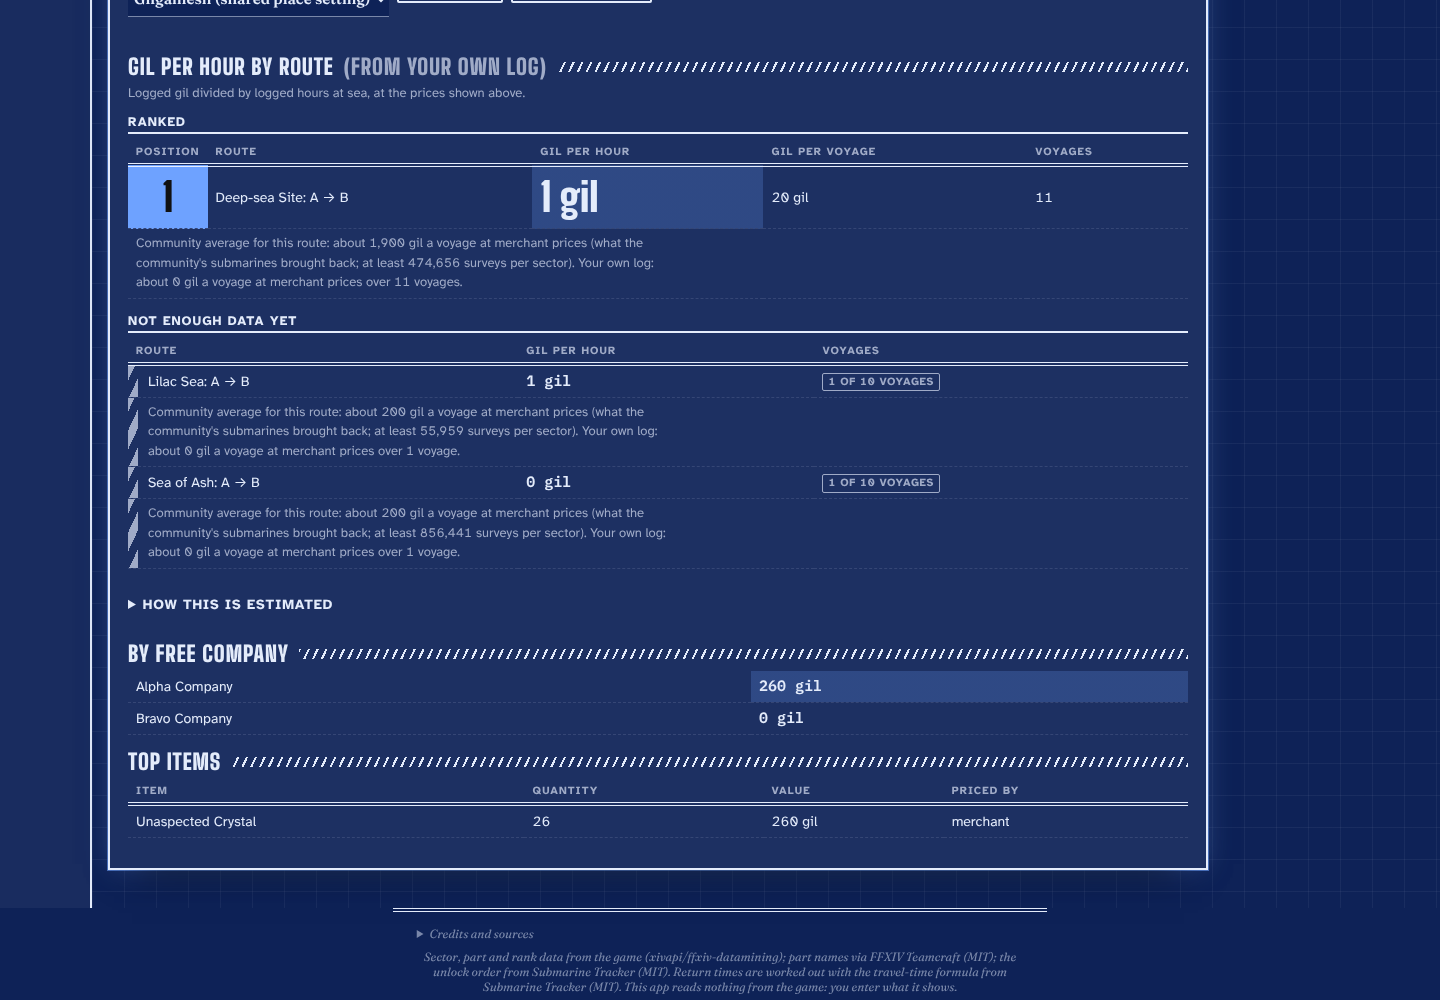 Gilgamesh (shared place setting)
GIL PER HOUR BY ROUTE (FROM YOUR OWN LOG)
Logged gil divided by logged hours at sea, at the prices shown above.
RANKED
POSITION ROUTE GIL PER HOUR GIL PER VOYAGE VOYAGES
1 Deep-sea Site: A → B 1 gil 20 gil 11
Community average for this route: about 1,900 gil a voyage at merchant prices (what the
community's submarines brought back; at least 474,656 surveys per sector). Your own log:
about 0 gil a voyage at merchant prices over 11 voyages.
NOT ENOUGH DATA YET
ROUTE GIL PER HOUR VOYAGES
Lilac Sea: A → B 1 gil 1 OF 10 VOYAGES
Community average for this route: about 200 gil a voyage at merchant prices (what the
community's submarines brought back; at least 55,959 surveys per sector). Your own log:
about 0 gil a voyage at merchant prices over 1 voyage.
Sea of Ash: A → B 0 gil 1 OF 10 VOYAGES
Community average for this route: about 200 gil a voyage at merchant prices (what the
community's submarines brought back; at least 856,441 surveys per sector). Your own log:
about 0 gil a voyage at merchant prices over 1 voyage.
HOW THIS IS ESTIMATED
BY FREE COMPANY
Alpha Company 260 gil
Bravo Company 0 gil
TOP ITEMS
ITEM QUANTITY VALUE PRICED BY
Unaspected Crystal 26 260 gil merchant
Credits and sources
Sector, part and rank data from the game (xivapi/ffxiv-datamining); part names via FFXIV Teamcraft (MIT); the
unlock order from Submarine Tracker (MIT). Return times are worked out with the travel-time formula from
Submarine Tracker (MIT). This app reads nothing from the game: you enter what it shows.